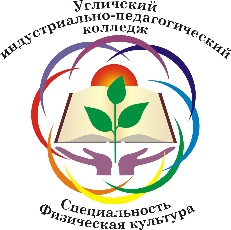 Угличский
индустриально-педагогический
колледж
Специальность
Физическая культура